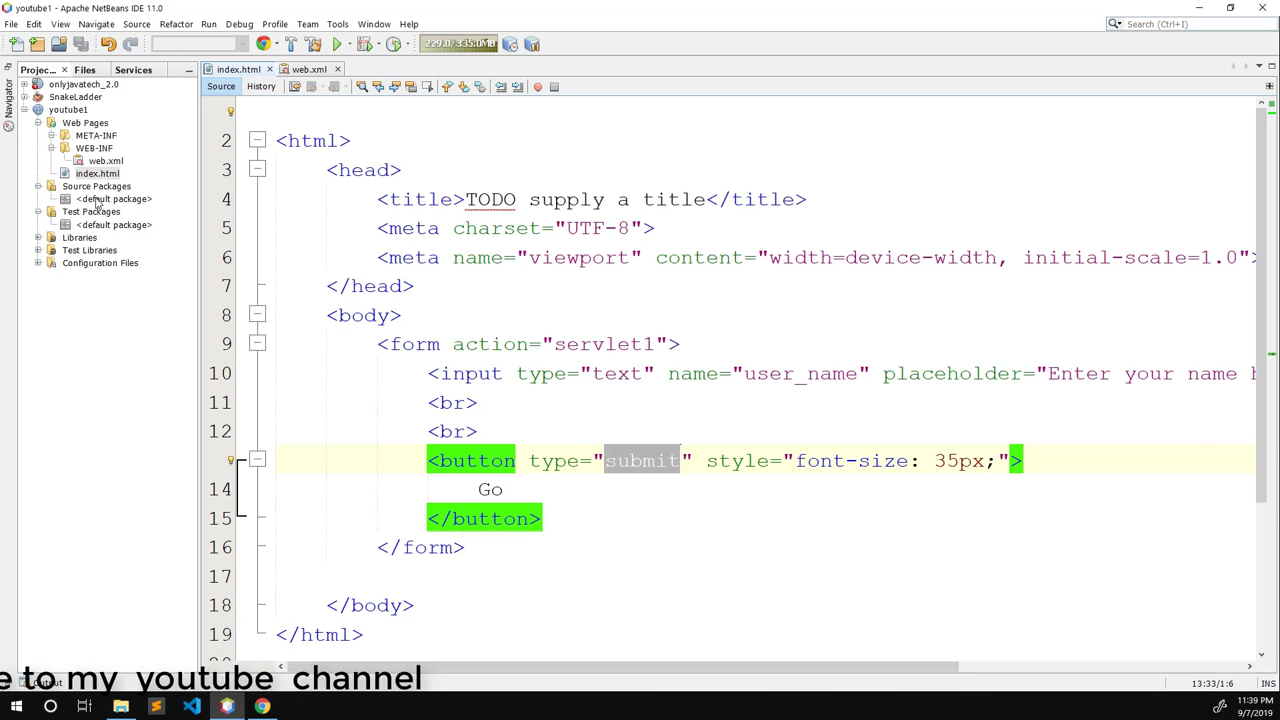 youtube1 - Apache NetBeans IDE 11.0
File Edit View Navigate Source Refactor Run Debug Profile Team Tools Window Help
Search (Ctrl+I)
229.0/335.0MB
Projec... Files Services
index.html web.xml
Source History
Navigator
onlyjavatech_2.0
SnakeLadder
youtube1
Web Pages
META-INF
WEB-INF
web.xml
index.html
Source Packages
<default package>
Test Packages
<default package>
Libraries
Test Libraries
Configuration Files
2 <html>
3 <head>
4 <title>TODO supply a title</title>
5 <meta charset="UTF-8">
6 <meta name="viewport" content="width=device-width, initial-scale=1.0">
7 </head>
8 <body>
9 <form action="servlet1">
10 <input type="text" name="user_name" placeholder="Enter your name h
11 <br>
12 <br>
<button type="submit" style="font-size: 35px;">
14 Go
15 </button>
16 </form>
17
18 </body>
19 </html>
e to my youtube channel
13:33/1:6 INS
11:39 PM
9/7/2019